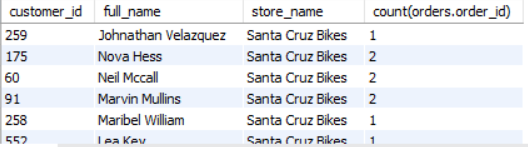 customer_id full_name store_name count(orders.order_id)
259 Johnathan Velazquez Santa Cruz Bikes 1
175 Nova Hess Santa Cruz Bikes 2
60 Neil Mccall Santa Cruz Bikes 2
91 Marvin Mullins Santa Cruz Bikes 2
258 Maribel William Santa Cruz Bikes 1
552 Lea Key Santa Cruz Bikes 1